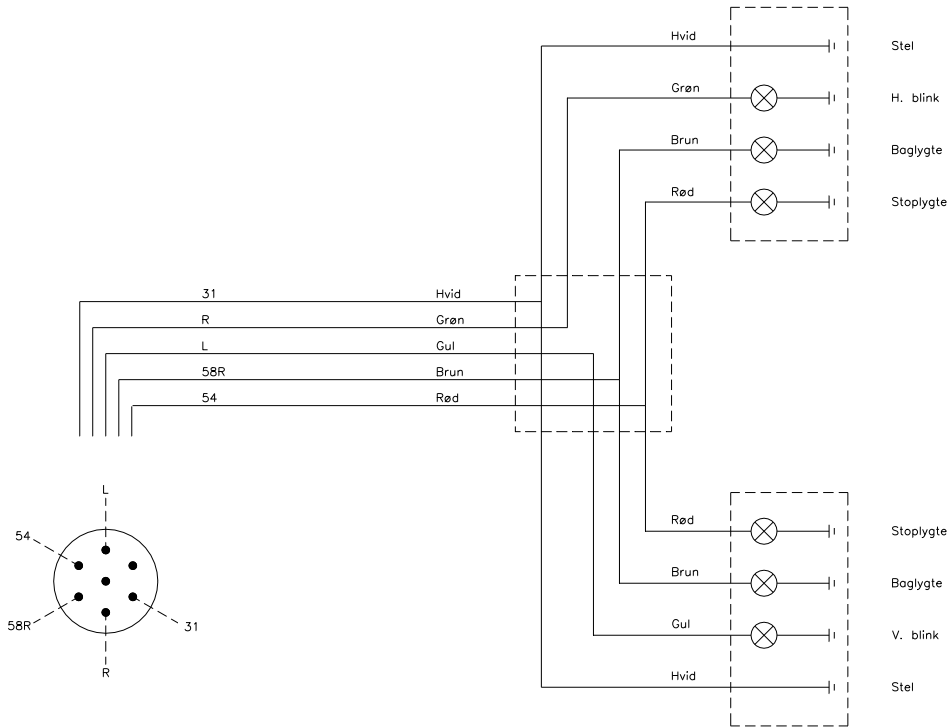 Hvid
Stel
Grøn
H. blink
Brun
Baglygte
Rød
Stoplygte
31 Hvid
R Grøn
L Gul
58R Brun
54 Rød
L
54
58R
31
R
Rød
Stoplygte
Brun
Baglygte
Gul
V. blink
Hvid
Stel